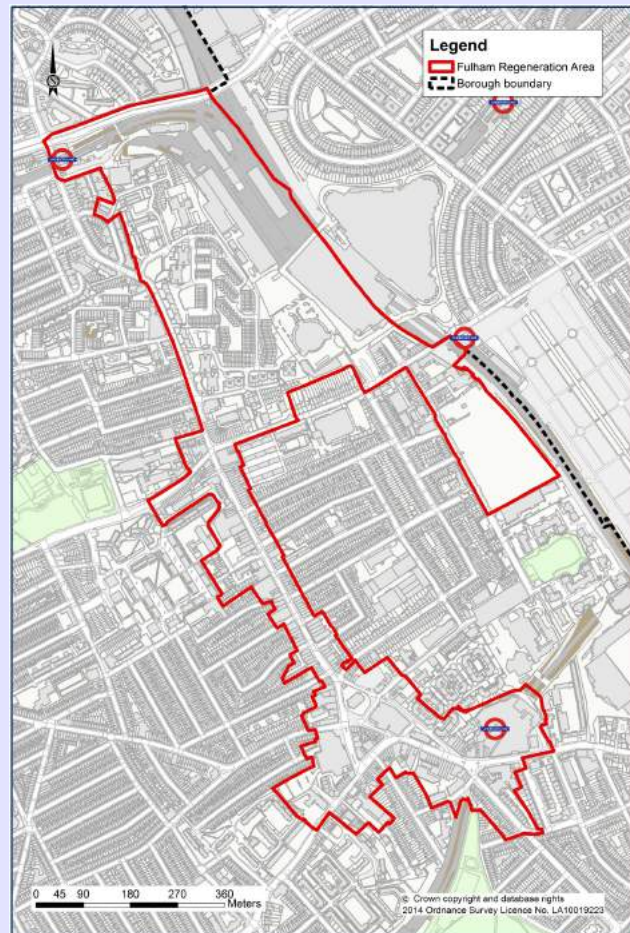 Legend
Fulham Regeneration Area
Borough boundary
0 45 90 180 270 360
Meters
© Crown copyright and database rights
2014 Ordnance Survey Licence No. LA10019223